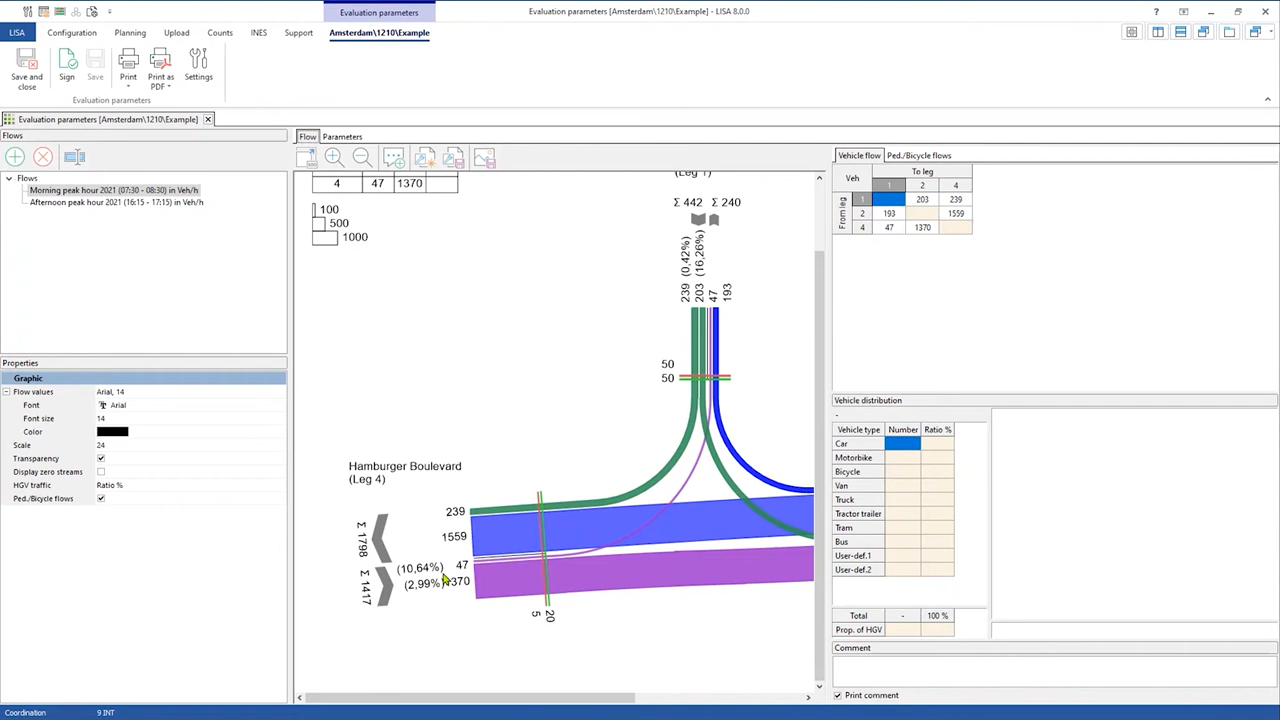 Evaluation parameters
Evaluation parameters [Amsterdam\1210\Example] - LISA 8.0.0
LISA
Configuration
Planning
Upload
Counts
INES
Support
Amsterdam\1210\Example
Save and close
Sign
Save
Print
Print as PDF
Settings
Evaluation parameters
Evaluation parameters [Amsterdam\1210\Example]
Flows
Flows
Morning peak hour 2021 (07:30 - 08:30) in Veh/h
Afternoon peak hour 2021 (16:15 - 17:15) in Veh/h
Properties
Graphic
Flow values Arial, 14
Font Arial
Font size 14
Color
Scale 24
Transparency
Display zero streams
HGV traffic Ratio %
Ped./Bicycle flows
Flow
Parameters
4 47 1370
100
500
1000
(Leg 1)
Σ 442 Σ 240
239 (0,42%)
203 (16,26%)
47
193
50
50
Hamburger Boulevard
(Leg 4)
239
1559
(10,64%) 47
(2,99%) 1370
Σ 1798
Σ 1417
5
20
Vehicle flow
Ped./Bicycle flows
Veh To leg
1 2 4
From leg
1 203 239
2 193 1559
4 47 1370
Vehicle distribution
-
Vehicle type Number Ratio %
Car
Motorbike
Bicycle
Van
Truck
Tractor trailer
Tram
Bus
User-def.1
User-def.2
Total - 100 %
Prop. of HGV
Comment
Print comment
Coordination 9 INT